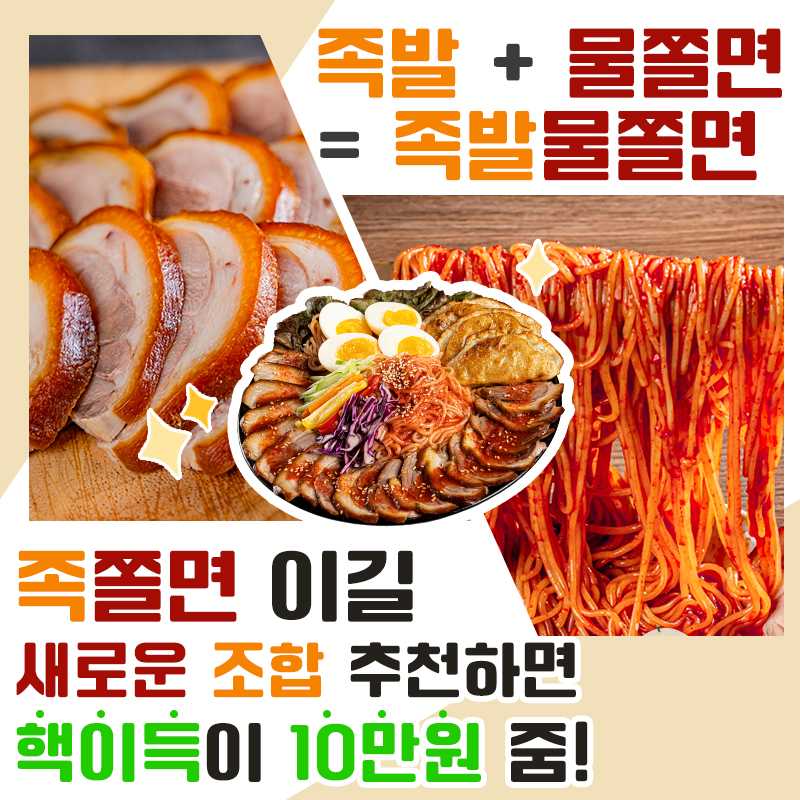 족발 + 물쫄면
= 족발물쫄면
족쫄면 이길
새로운 조합 추천하면
핵이득이 10만원 줌!